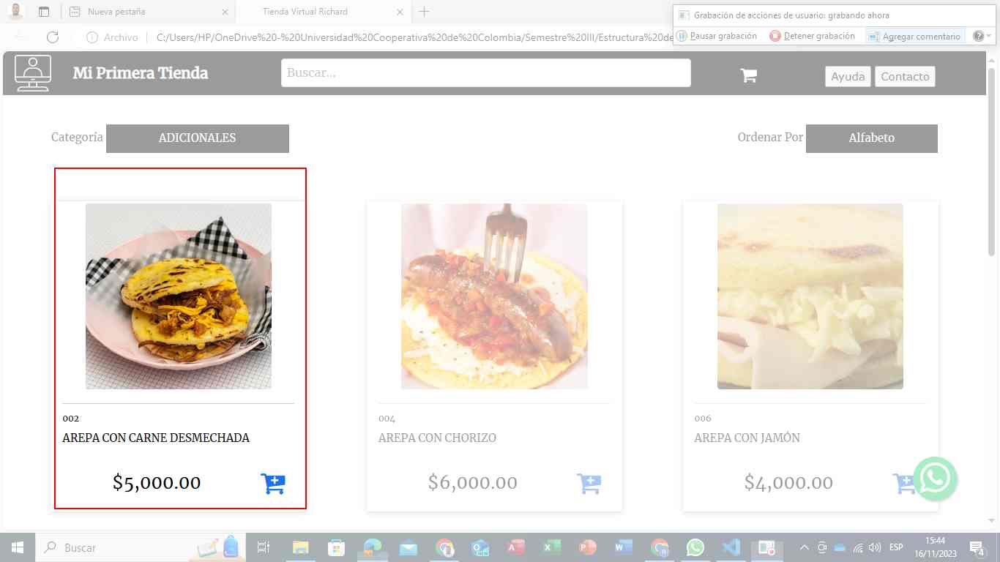 Nueva pestaña
Tienda Virtual Richard
Grabación de acciones de usuario: grabando ahora
Archivo
C:/Users/HP/OneDrive%20-%20Universidad%20Cooperativa%20de%20Colombia/Semestre%20III/Estructura%20de
Pausar grabación
Detener grabación
Agregar comentario
Mi Primera Tienda
Buscar...
Ayuda
Contacto
Categoría
ADICIONALES
Ordenar Por
Alfabeto
002
AREPA CON CARNE DESMECHADA
$5,000.00
004
AREPA CON CHORIZO
$6,000.00
006
AREPA CON JAMÓN
$4,000.00
Buscar
ESP
15:44
16/11/2023
4